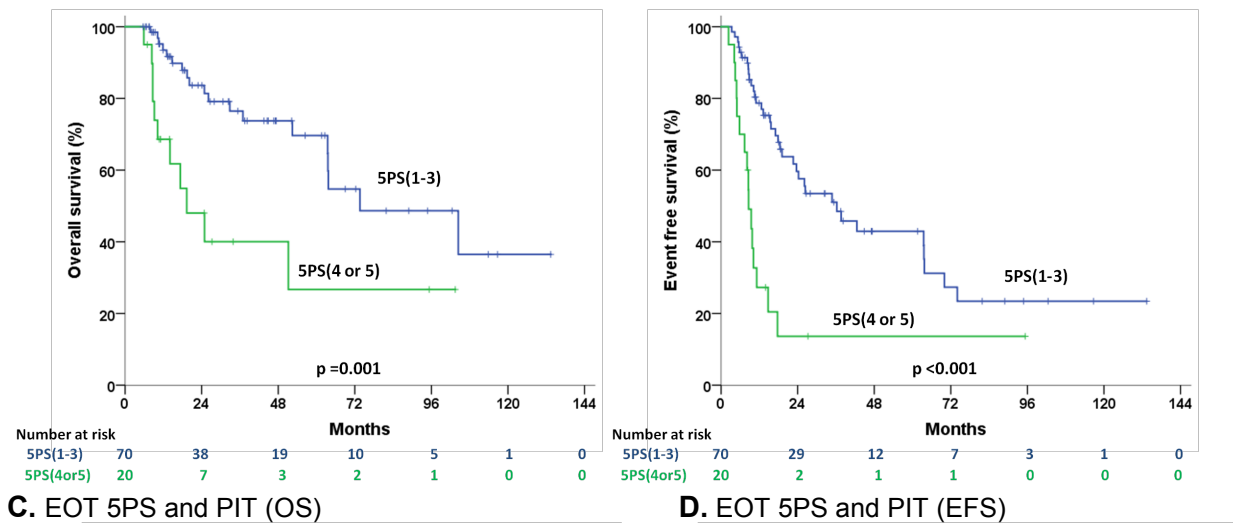 100
80
60
40
20
0
Overall survival (%)
5PS(1-3)
5PS(4 or 5)
p =0.001
0 24 48 72 96 120 144
Months
Number at risk
5PS(1-3) 70 38 19 10 5 1 0
5PS(4or5) 20 7 3 2 1 0 0
C. EOT 5PS and PIT (OS)
100
80
60
40
20
0
Event free survival (%)
5PS(1-3)
5PS(4 or 5)
p <0.001
0 24 48 72 96 120 144
Months
Number at risk
5PS(1-3) 70 29 12 7 3 1 0
5PS(4or5) 20 2 1 1 0 0 0
D. EOT 5PS and PIT (EFS)